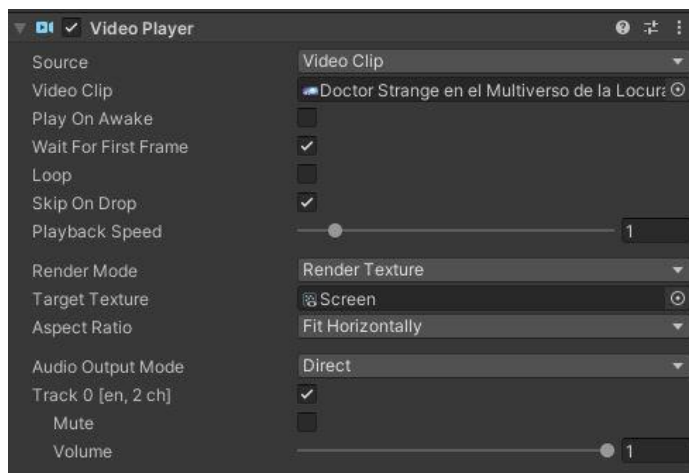 Video Player
Source Video Clip
Video Clip Doctor Strange en el Multiverso de la Locura
Play On Awake
Wait For First Frame
Loop
Skip On Drop
Playback Speed 1
Render Mode Render Texture
Target Texture Screen
Aspect Ratio Fit Horizontally
Audio Output Mode Direct
Track 0 [en, 2 ch]
Mute
Volume 1